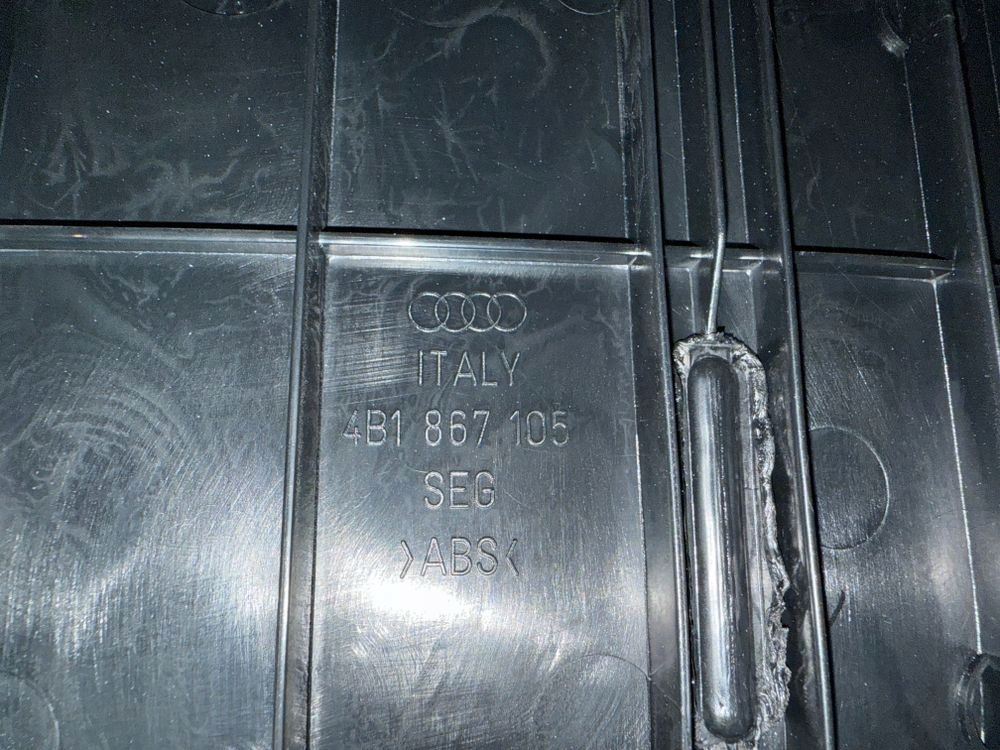 ITALY
4B1 867 105
SEG
>ABS<